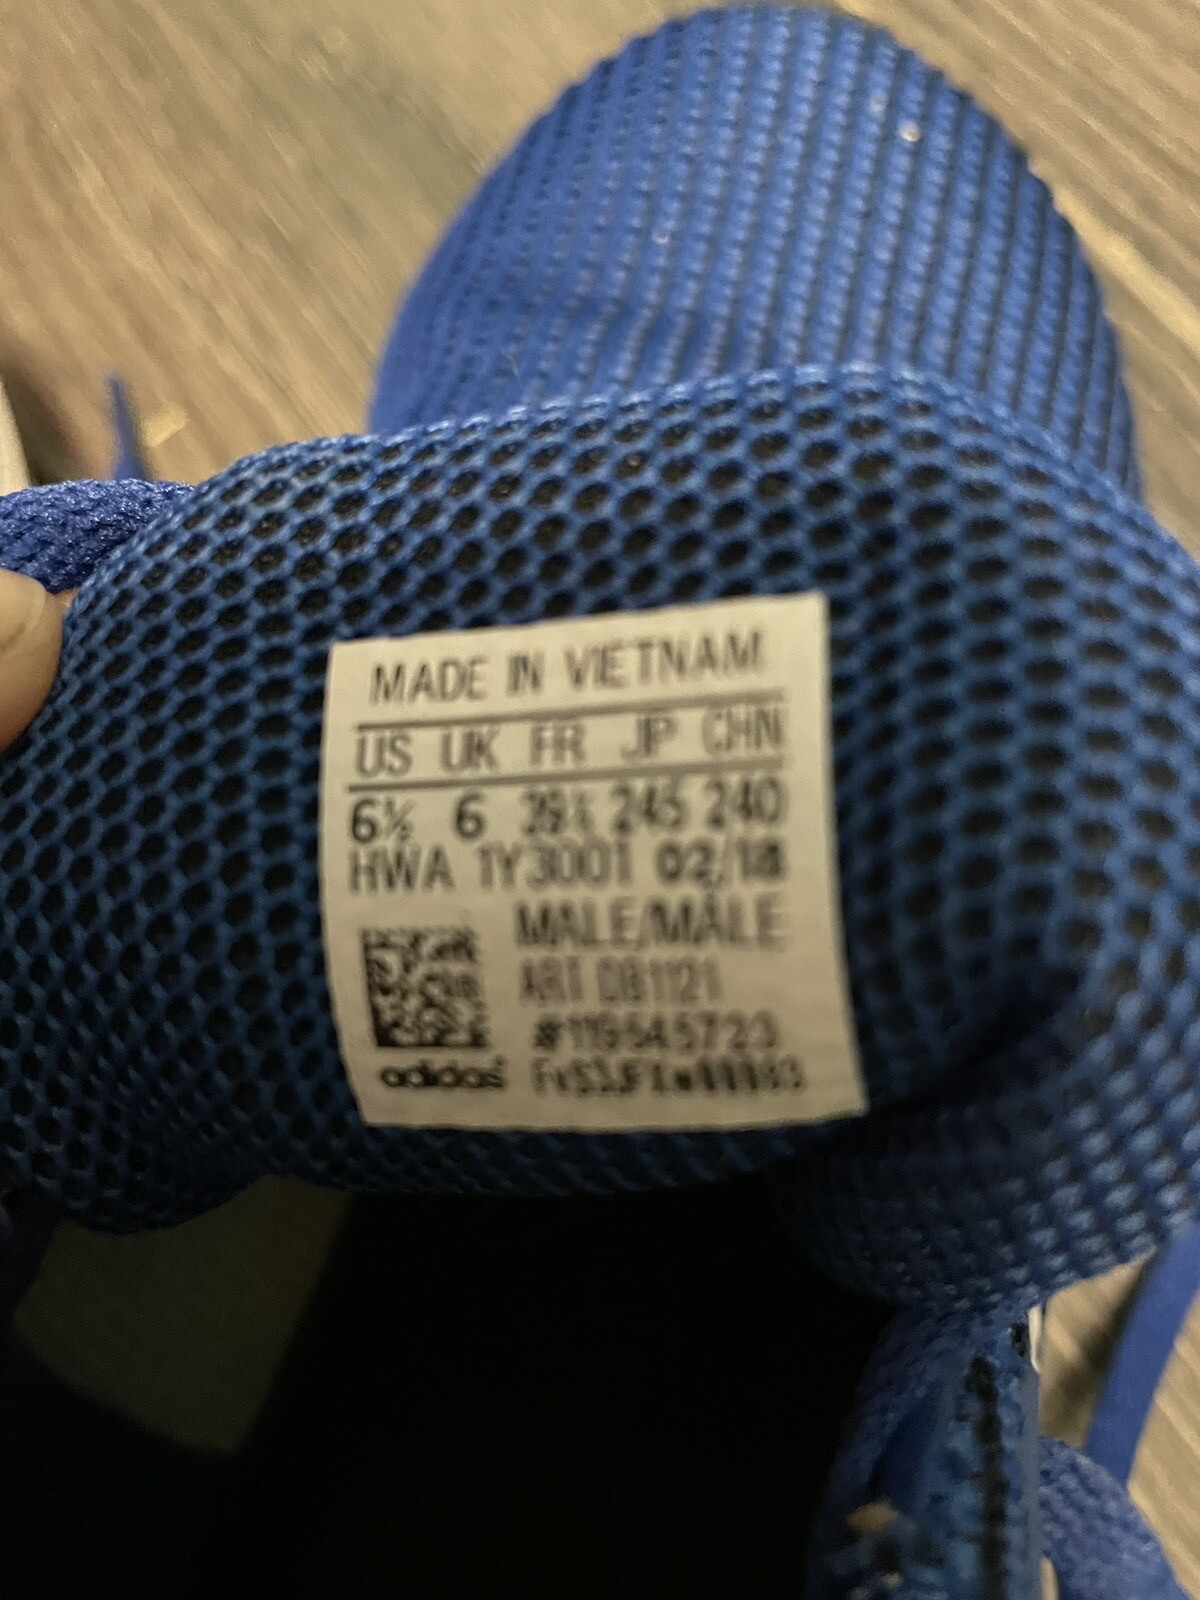 MADE IN VIETNAM
US UK FR JP CHN
6½ 6 39⅓ 245 240
HWA 1Y3001 02/18
MALE/MÂLE
ART DB1121
#119545723
adidas